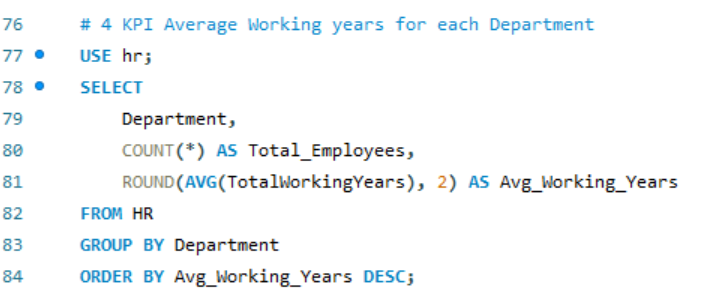 76 # 4 KPI Average Working years for each Department
77 USE hr;
78 SELECT
79 Department,
80 COUNT(*) AS Total_Employees,
81 ROUND(AVG(TotalWorkingYears), 2) AS Avg_Working_Years
82 FROM HR
83 GROUP BY Department
84 ORDER BY Avg_Working_Years DESC;